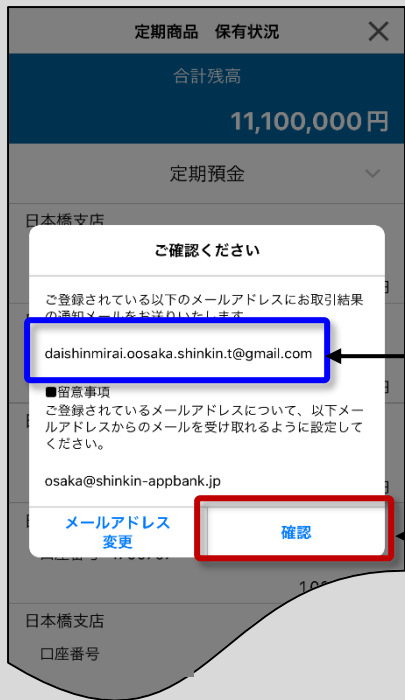 定期商品 保有状況
合計残高
11,100,000円
定期預金
日本橋支店
ご確認ください
ご登録されている以下のメールアドレスにお取引結果
の通知メールをお送りいたします
daishinmirai.oosaka.shinkin.t@gmail.com
■留意事項
ご登録されているメールアドレスについて、以下メー
ルアドレスからのメールを受け取れるように設定して
ください。
osaka@shinkin-appbank.jp
メールアドレス
変更
確認
日本橋支店
口座番号